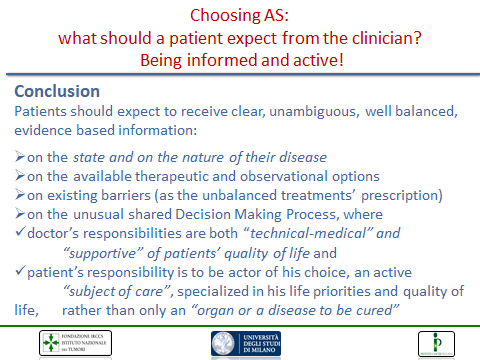 Choosing AS:
what should a patient expect from the clinician?
Being informed and active!
Conclusion
Patients should expect to receive clear, unambiguous, well balanced,
evidence based information:
➢on the state and on the nature of their disease
➢on the available therapeutic and observational options
➢on existing barriers (as the unbalanced treatments’ prescription)
➢on the unusual shared Decision Making Process, where
✓doctor’s responsibilities are both “technical-medical” and
“supportive” of patients’ quality of life and
✓patient’s responsibility is to be actor of his choice, an active
“subject of care”, specialized in his life priorities and quality of
life, rather than only an “organ or a disease to be cured”
FONDAZIONE IRCCS
ISTITUTO NAZIONALE
DEI TUMORI
UNIVERSITÀ
DEGLI STUDI
DI MILANO